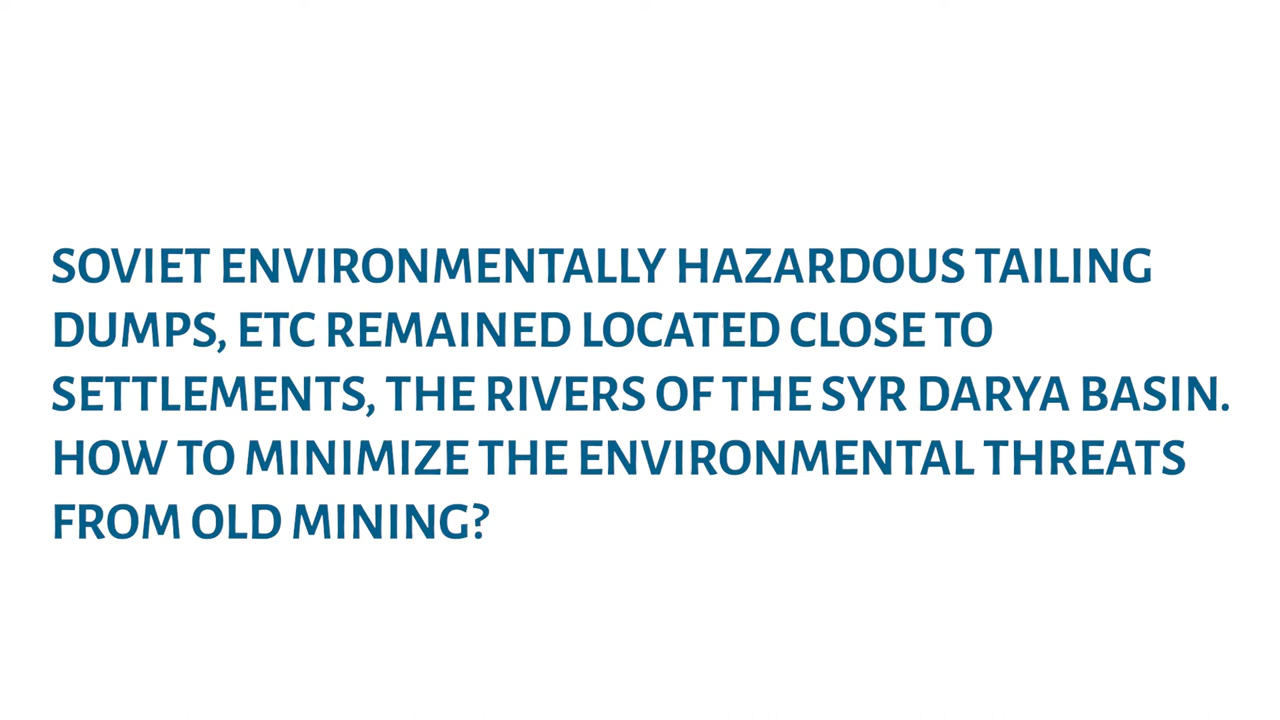 SOVIET ENVIRONMENTALLY HAZARDOUS TAILING
DUMPS, ETC REMAINED LOCATED CLOSE TO
SETTLEMENTS, THE RIVERS OF THE SYR DARYA BASIN.
HOW TO MINIMIZE THE ENVIRONMENTAL THREATS
FROM OLD MINING?